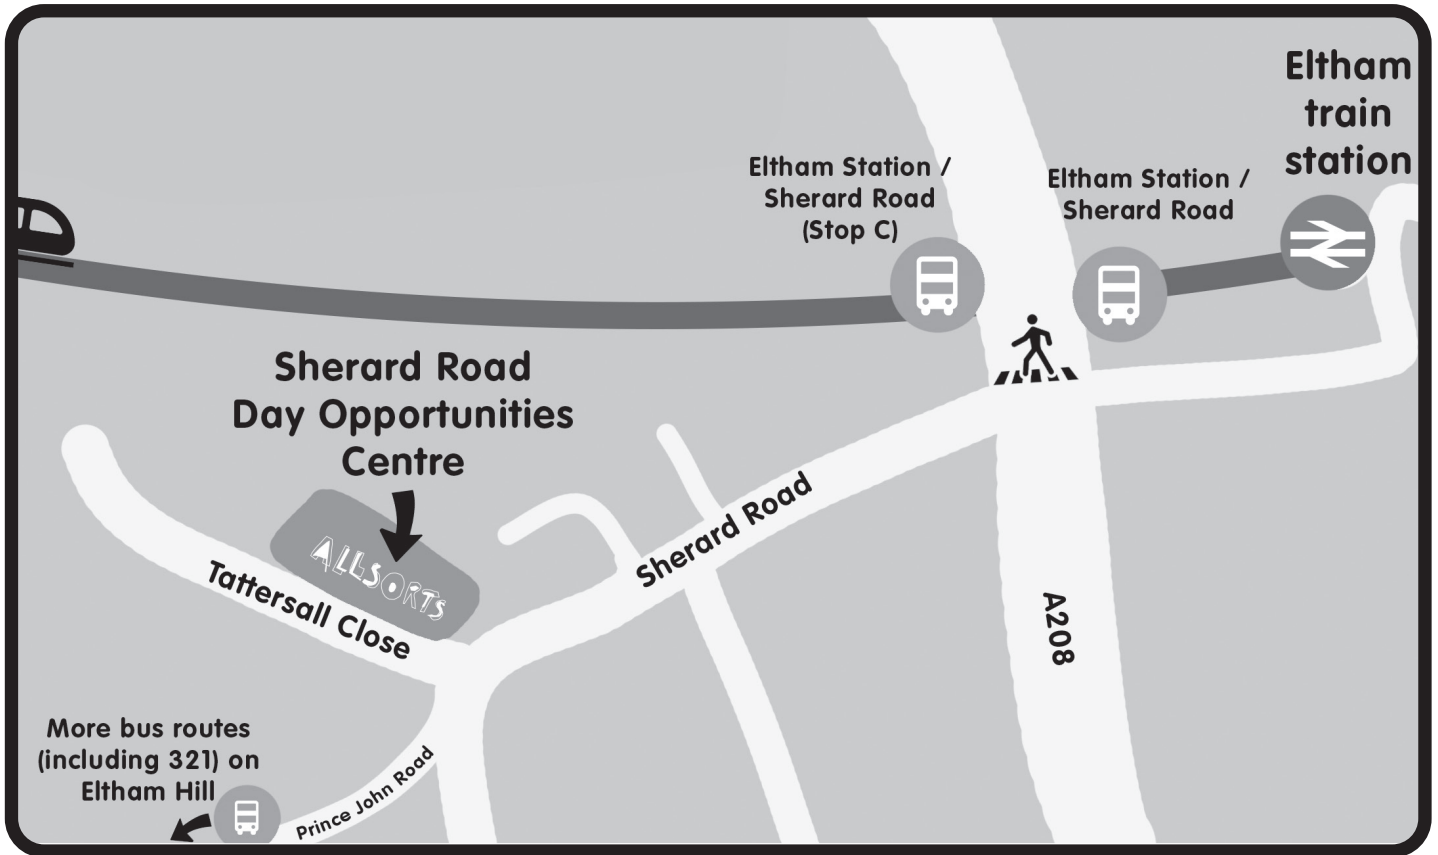 Eltham
train
station
Eltham Station /
Sherard Road
(Stop C)
Eltham Station /
Sherard Road
Sherard Road
Day Opportunities
Centre
ALLSORTS
Tattersall Close
Sherard Road
A208
More bus routes
(including 321) on
Eltham Hill
Prince John Road